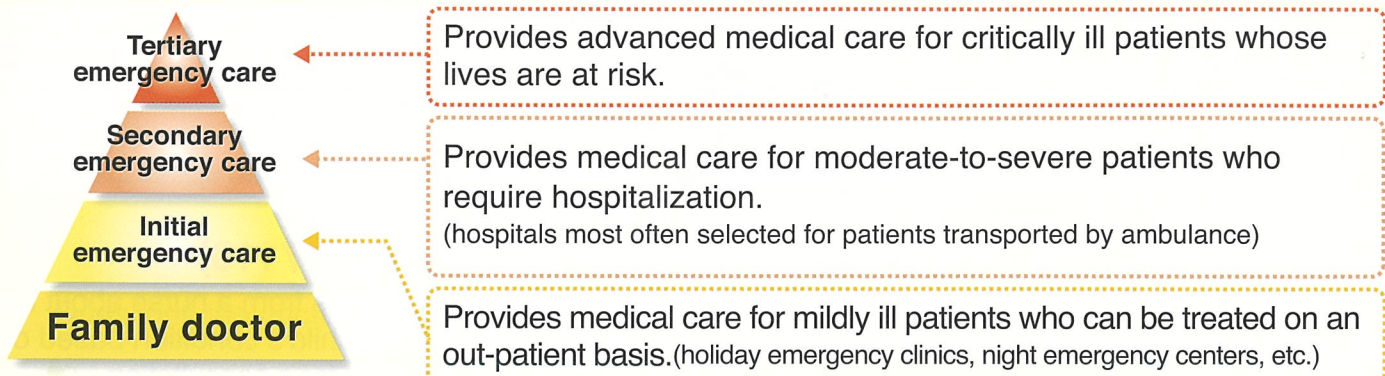 Tertiary
emergency care
Provides advanced medical care for critically ill patients whose
lives are at risk.
Secondary
emergency care
Provides medical care for moderate-to-severe patients who
require hospitalization.
(hospitals most often selected for patients transported by ambulance)
Initial
emergency care
Family doctor
Provides medical care for mildly ill patients who can be treated on an
out-patient basis.(holiday emergency clinics, night emergency centers, etc.)